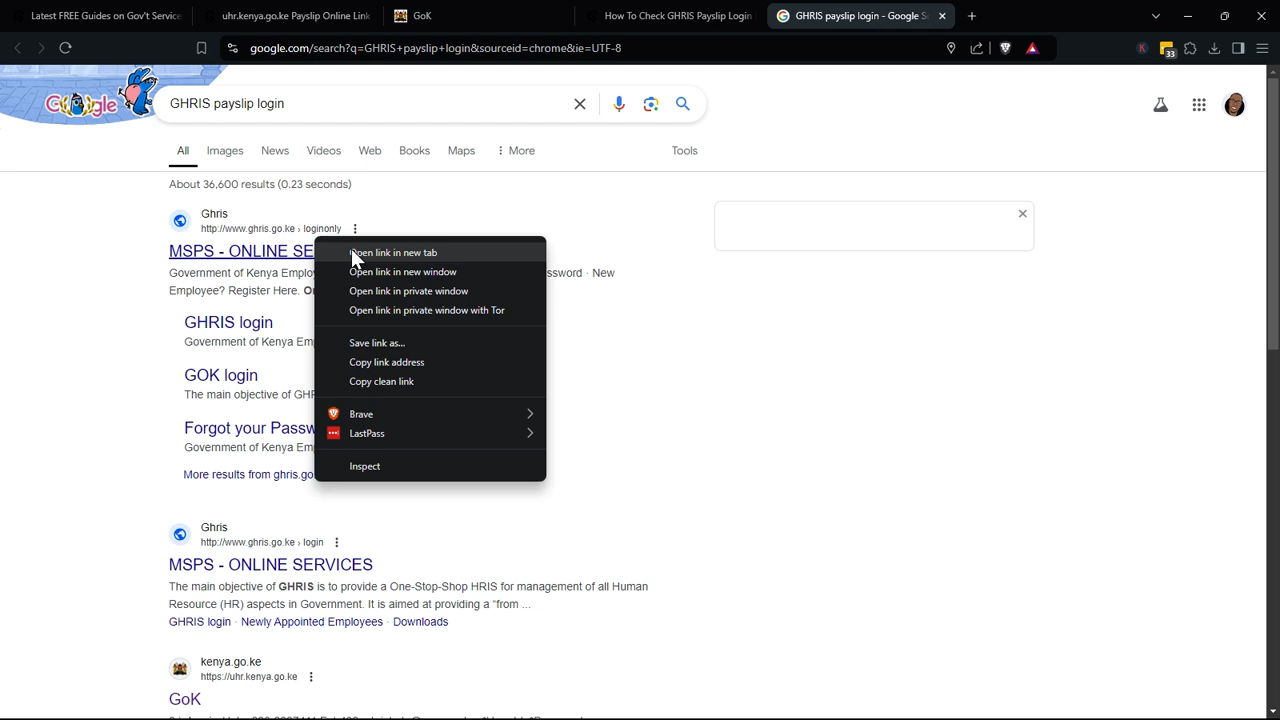 Latest FREE Guides on Gov't Service
uhr.kenya.go.ke Payslip Online Link
GoK
How To Check GHRIS Payslip Login
GHRIS payslip login - Google S
google.com/search?q=GHRIS+payslip+login&sourceid=chrome&ie=UTF-8
K
33
Google
GHRIS payslip login
All
Images
News
Videos
Web
Books
Maps
More
Tools
About 36,600 results (0.23 seconds)
Ghris
http://www.ghris.go.ke › loginonly
MSPS - ONLINE SE
Government of Kenya Emplo
ssword · New
Employee? Register Here.
Open link in new tab
Open link in new window
Open link in private window
Open link in private window with Tor
Save link as...
Copy link address
Copy clean link
Brave
LastPass
Inspect
GHRIS login
Government of Kenya Em
GOK login
The main objective of GH
Forgot your Passw
Government of Kenya Em
More results from ghris.go
Ghris
http://www.ghris.go.ke › login
MSPS - ONLINE SERVICES
The main objective of GHRIS is to provide a One-Stop-Shop HRIS for management of all Human
Resource (HR) aspects in Government. It is aimed at providing a "from ...
GHRIS login · Newly Appointed Employees · Downloads
kenya.go.ke
https://uhr.kenya.go.ke
GoK